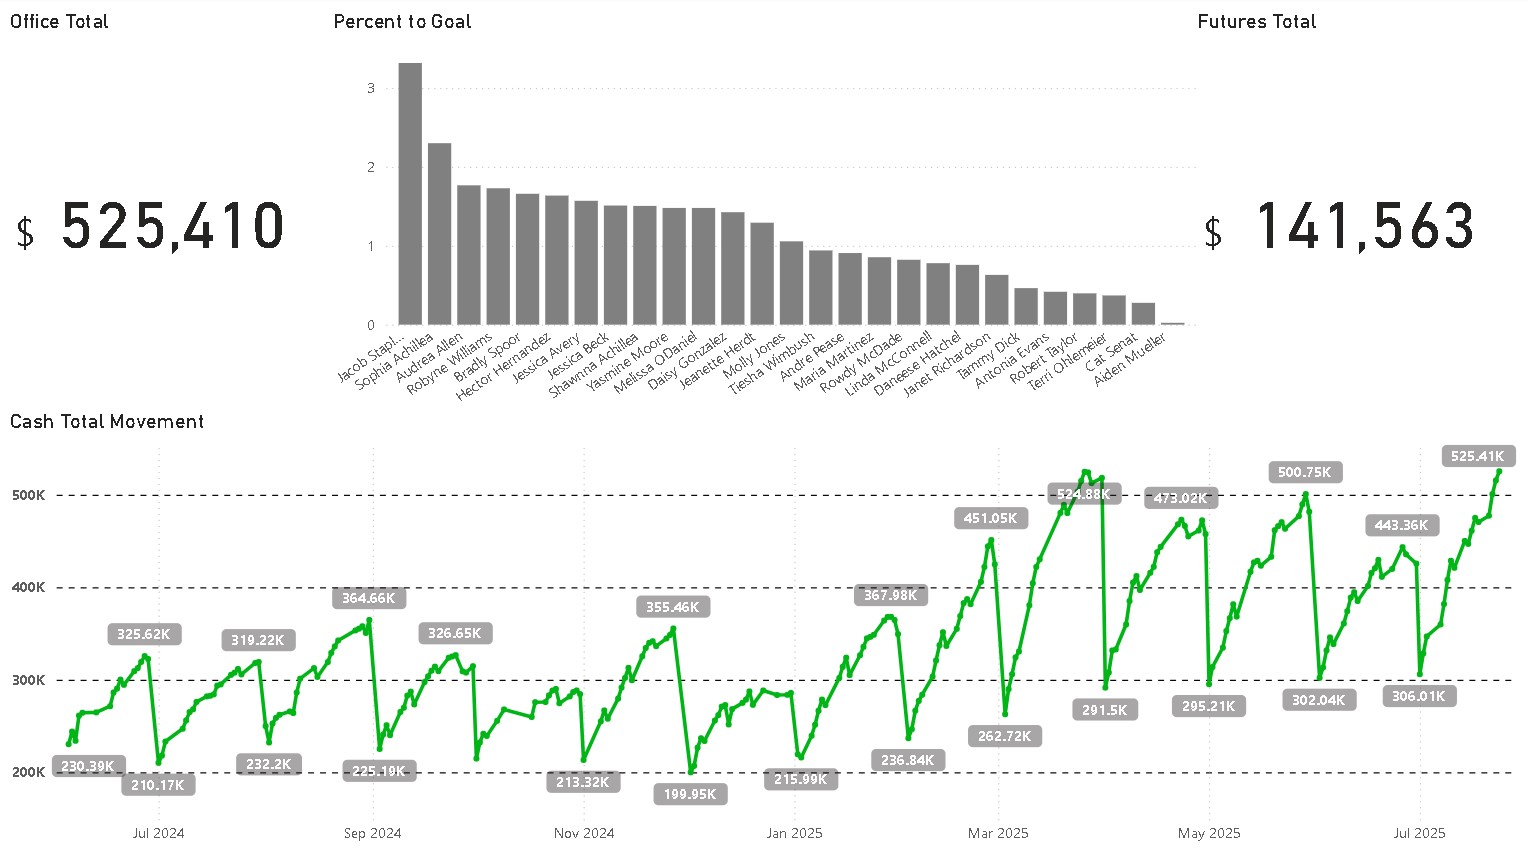 Office Total
Percent to Goal
Futures Total
3
2
1
0
$ 525,410
$ 141,563
Jacob Stapl...
Sophia Achillea
Audrea Allen
Robyne Williams
Bradly Spoor
Hector Hernandez
Jessica Avery
Jessica Beck
Shawnna Achillea
Yasmine Moore
Melissa ODaniel
Daisy Gonzalez
Jeanette Herdt
Molly Jones
Tiesha Wimbush
Andre Pease
Maria Martinez
Rowdy McDade
Linda McConnell
Daneese Hatchel
Janet Richardson
Tammy Dick
Antonia Evans
Robert Taylor
Terri Ohlemeier
Cat Senat
Aiden Mueller
Cash Total Movement
500K
400K
300K
200K
230.39K
325.62K
210.17K
319.22K
232.2K
364.66K
225.19K
326.65K
213.32K
355.46K
199.95K
215.99K
367.98K
236.84K
451.05K
262.72K
524.88K
291.5K
473.02K
295.21K
500.75K
302.04K
443.36K
306.01K
525.41K
Jul 2024
Sep 2024
Nov 2024
Jan 2025
Mar 2025
May 2025
Jul 2025